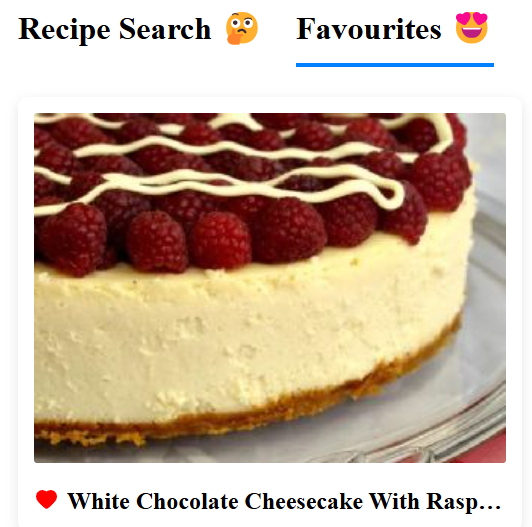 Recipe Search 🤔 Favourites 😍
White Chocolate Cheesecake With Rasp...